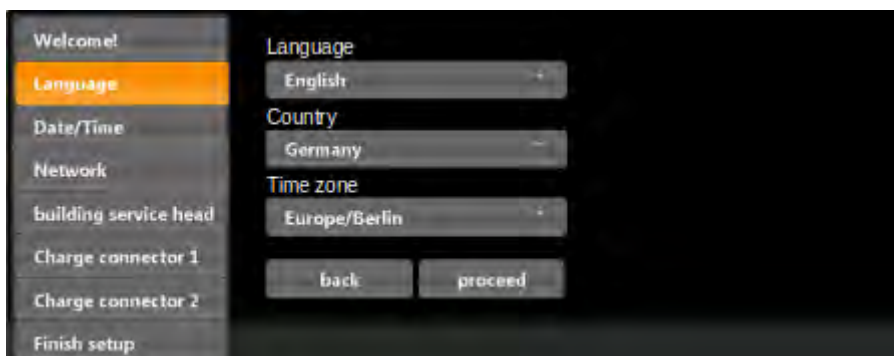 Welcome!
Language
Date/Time
Network
building service head
Charge connector 1
Charge connector 2
Finish setup
Language
English
Country
Germany
Time zone
Europe/Berlin
back proceed